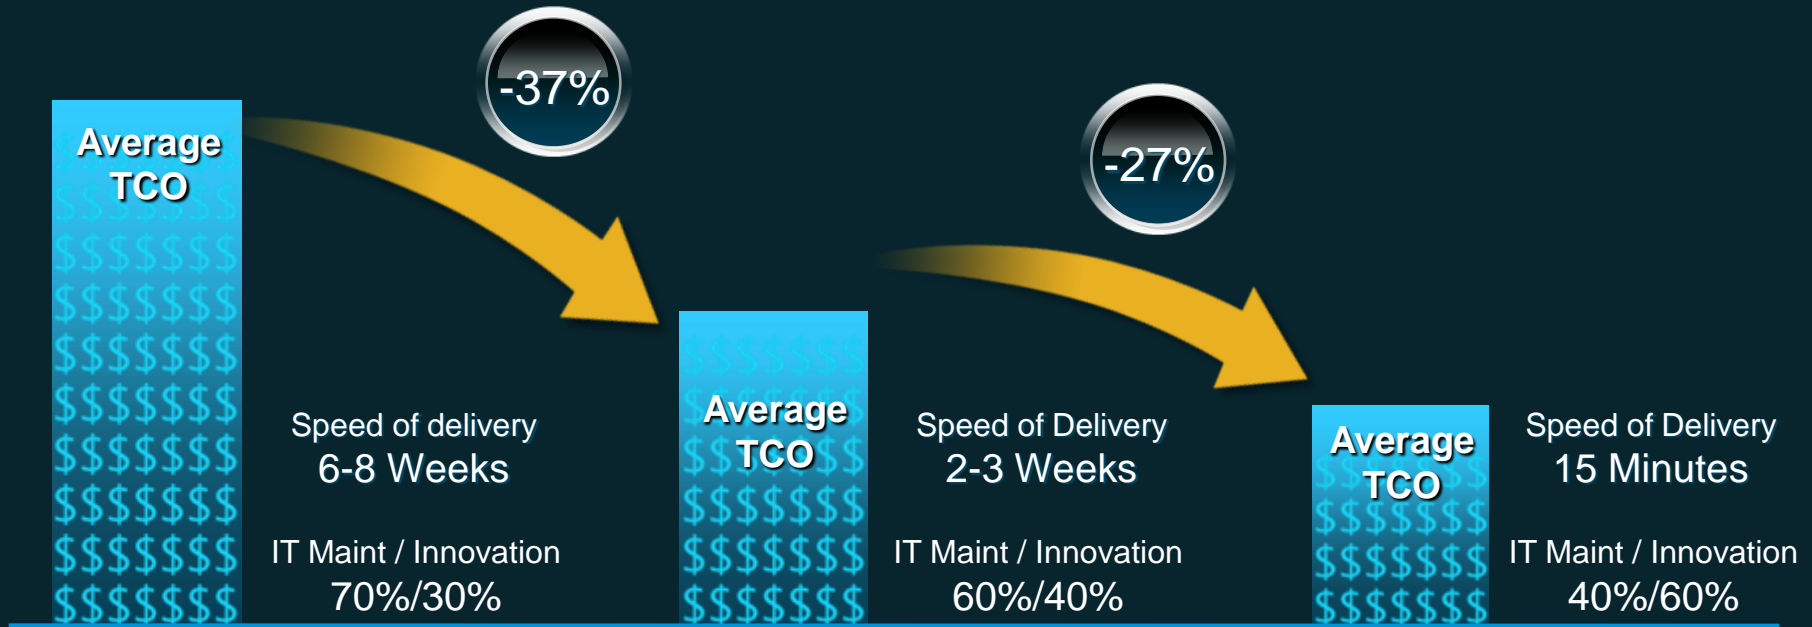 -37%
-27%
Average
TCO
Speed of delivery
6-8 Weeks
IT Maint / Innovation
70%/30%
Average
TCO
Speed of Delivery
2-3 Weeks
IT Maint / Innovation
60%/40%
Average
TCO
Speed of Delivery
15 Minutes
IT Maint / Innovation
40%/60%